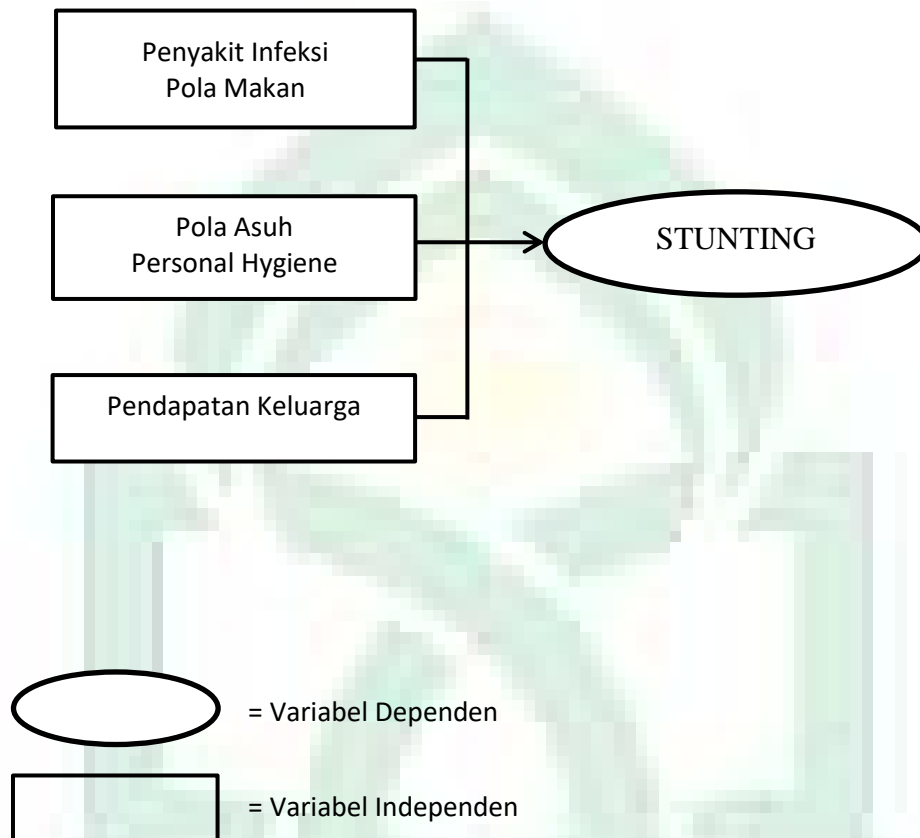 Penyakit Infeksi
Pola Makan
Pola Asuh
Personal Hygiene
STUNTING
Pendapatan Keluarga
= Variabel Dependen
= Variabel Independen